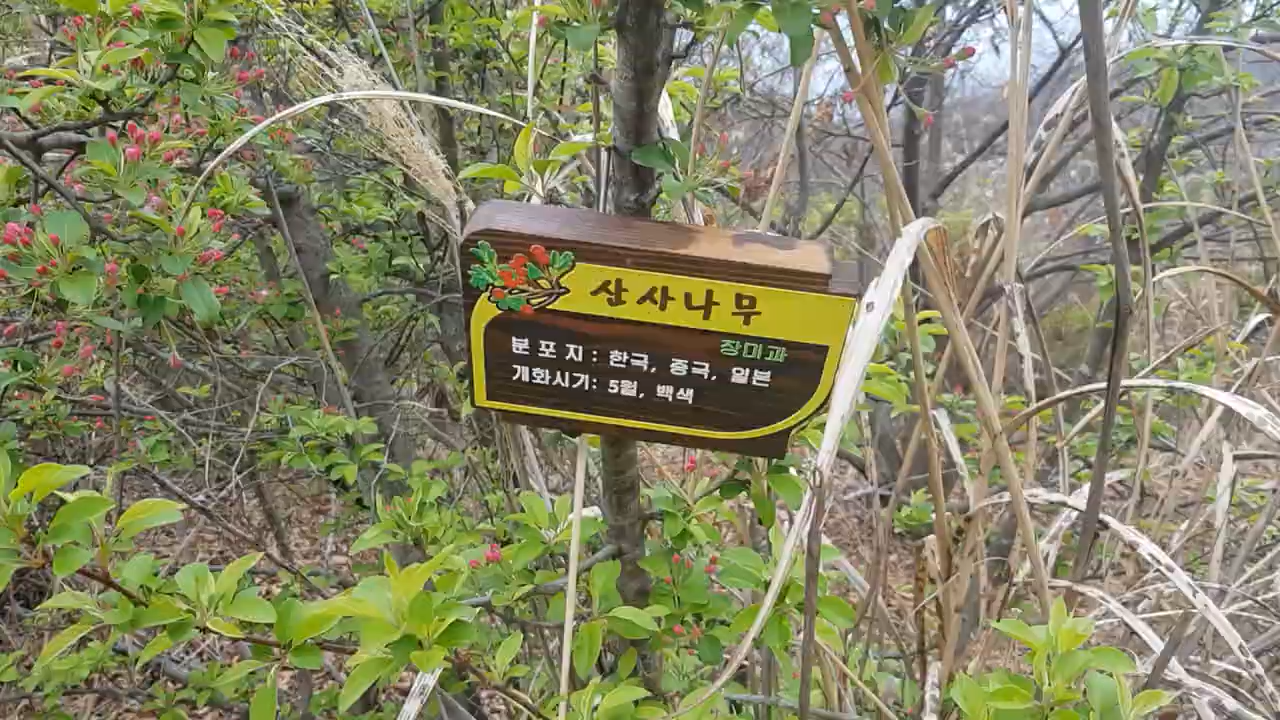 산사나무
장미과
분포지 : 한국, 중국, 일본
개화시기: 5월, 백색